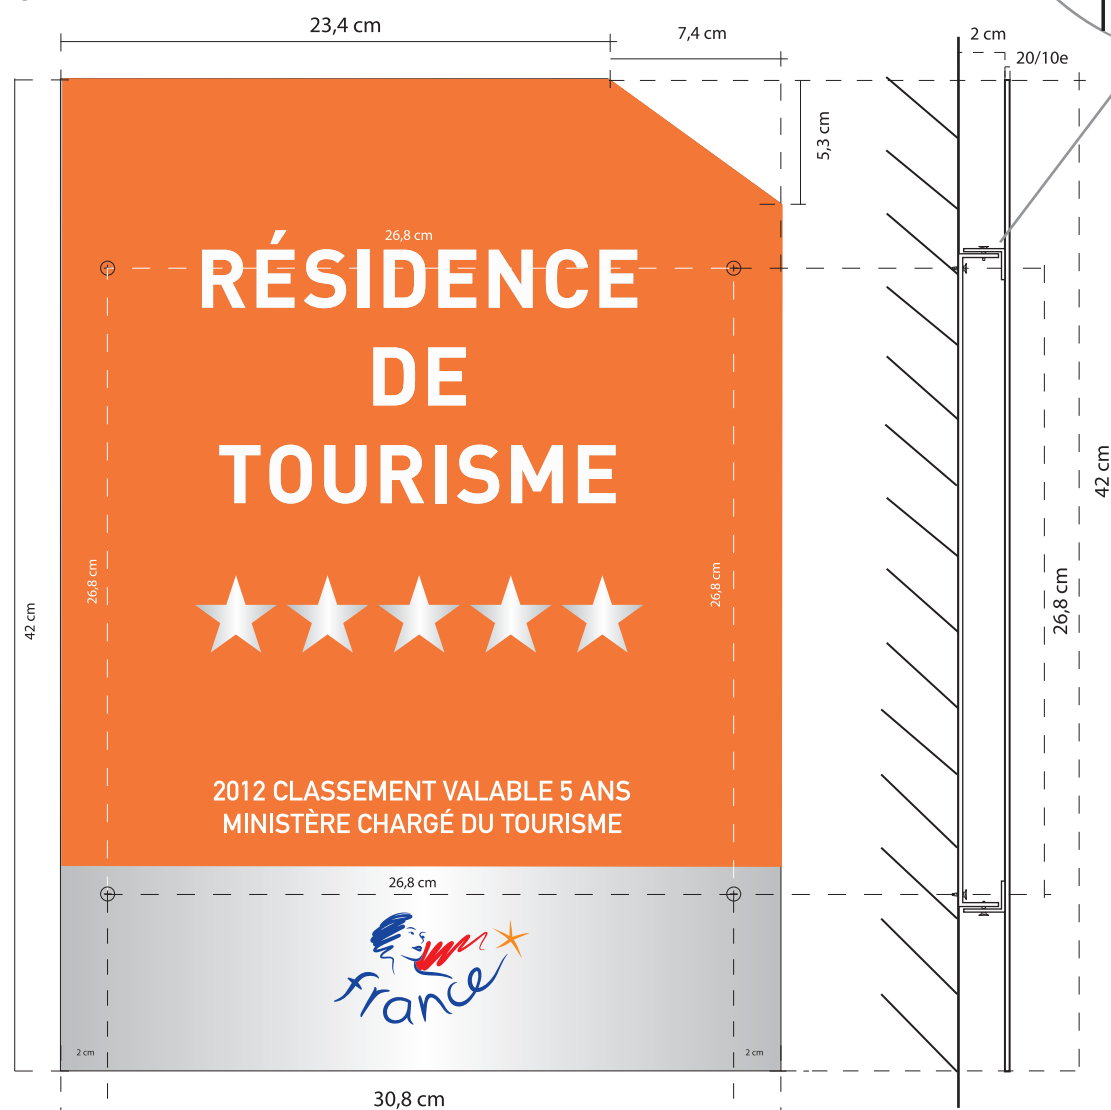 23,4 cm
7,4 cm
2 cm
20/10e
5,3 cm
26,8 cm
RÉSIDENCE
DE
TOURISME
26,8 cm
26,8 cm
42 cm
42 cm
26,8 cm
2012 CLASSEMENT VALABLE 5 ANS
MINISTÈRE CHARGÉ DU TOURISME
26,8 cm
france
2 cm
2 cm
30,8 cm